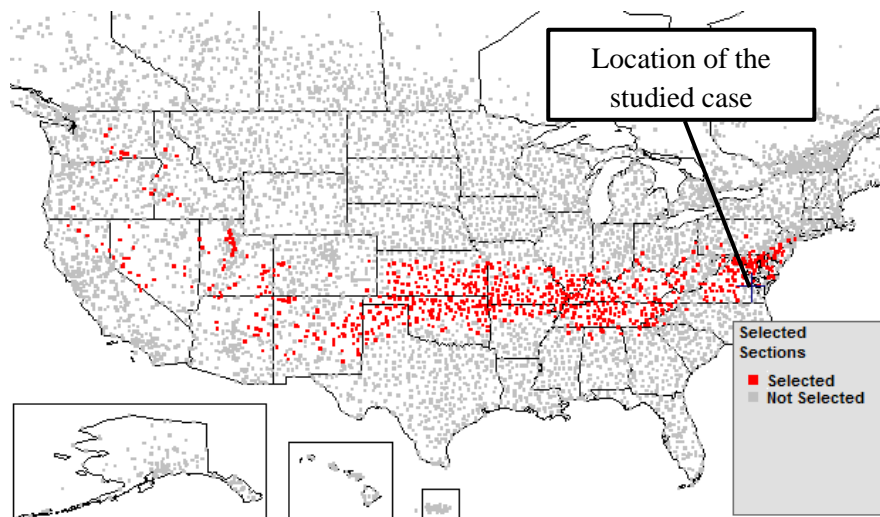 Location of the
studied case
Selected
Sections
Selected
Not Selected